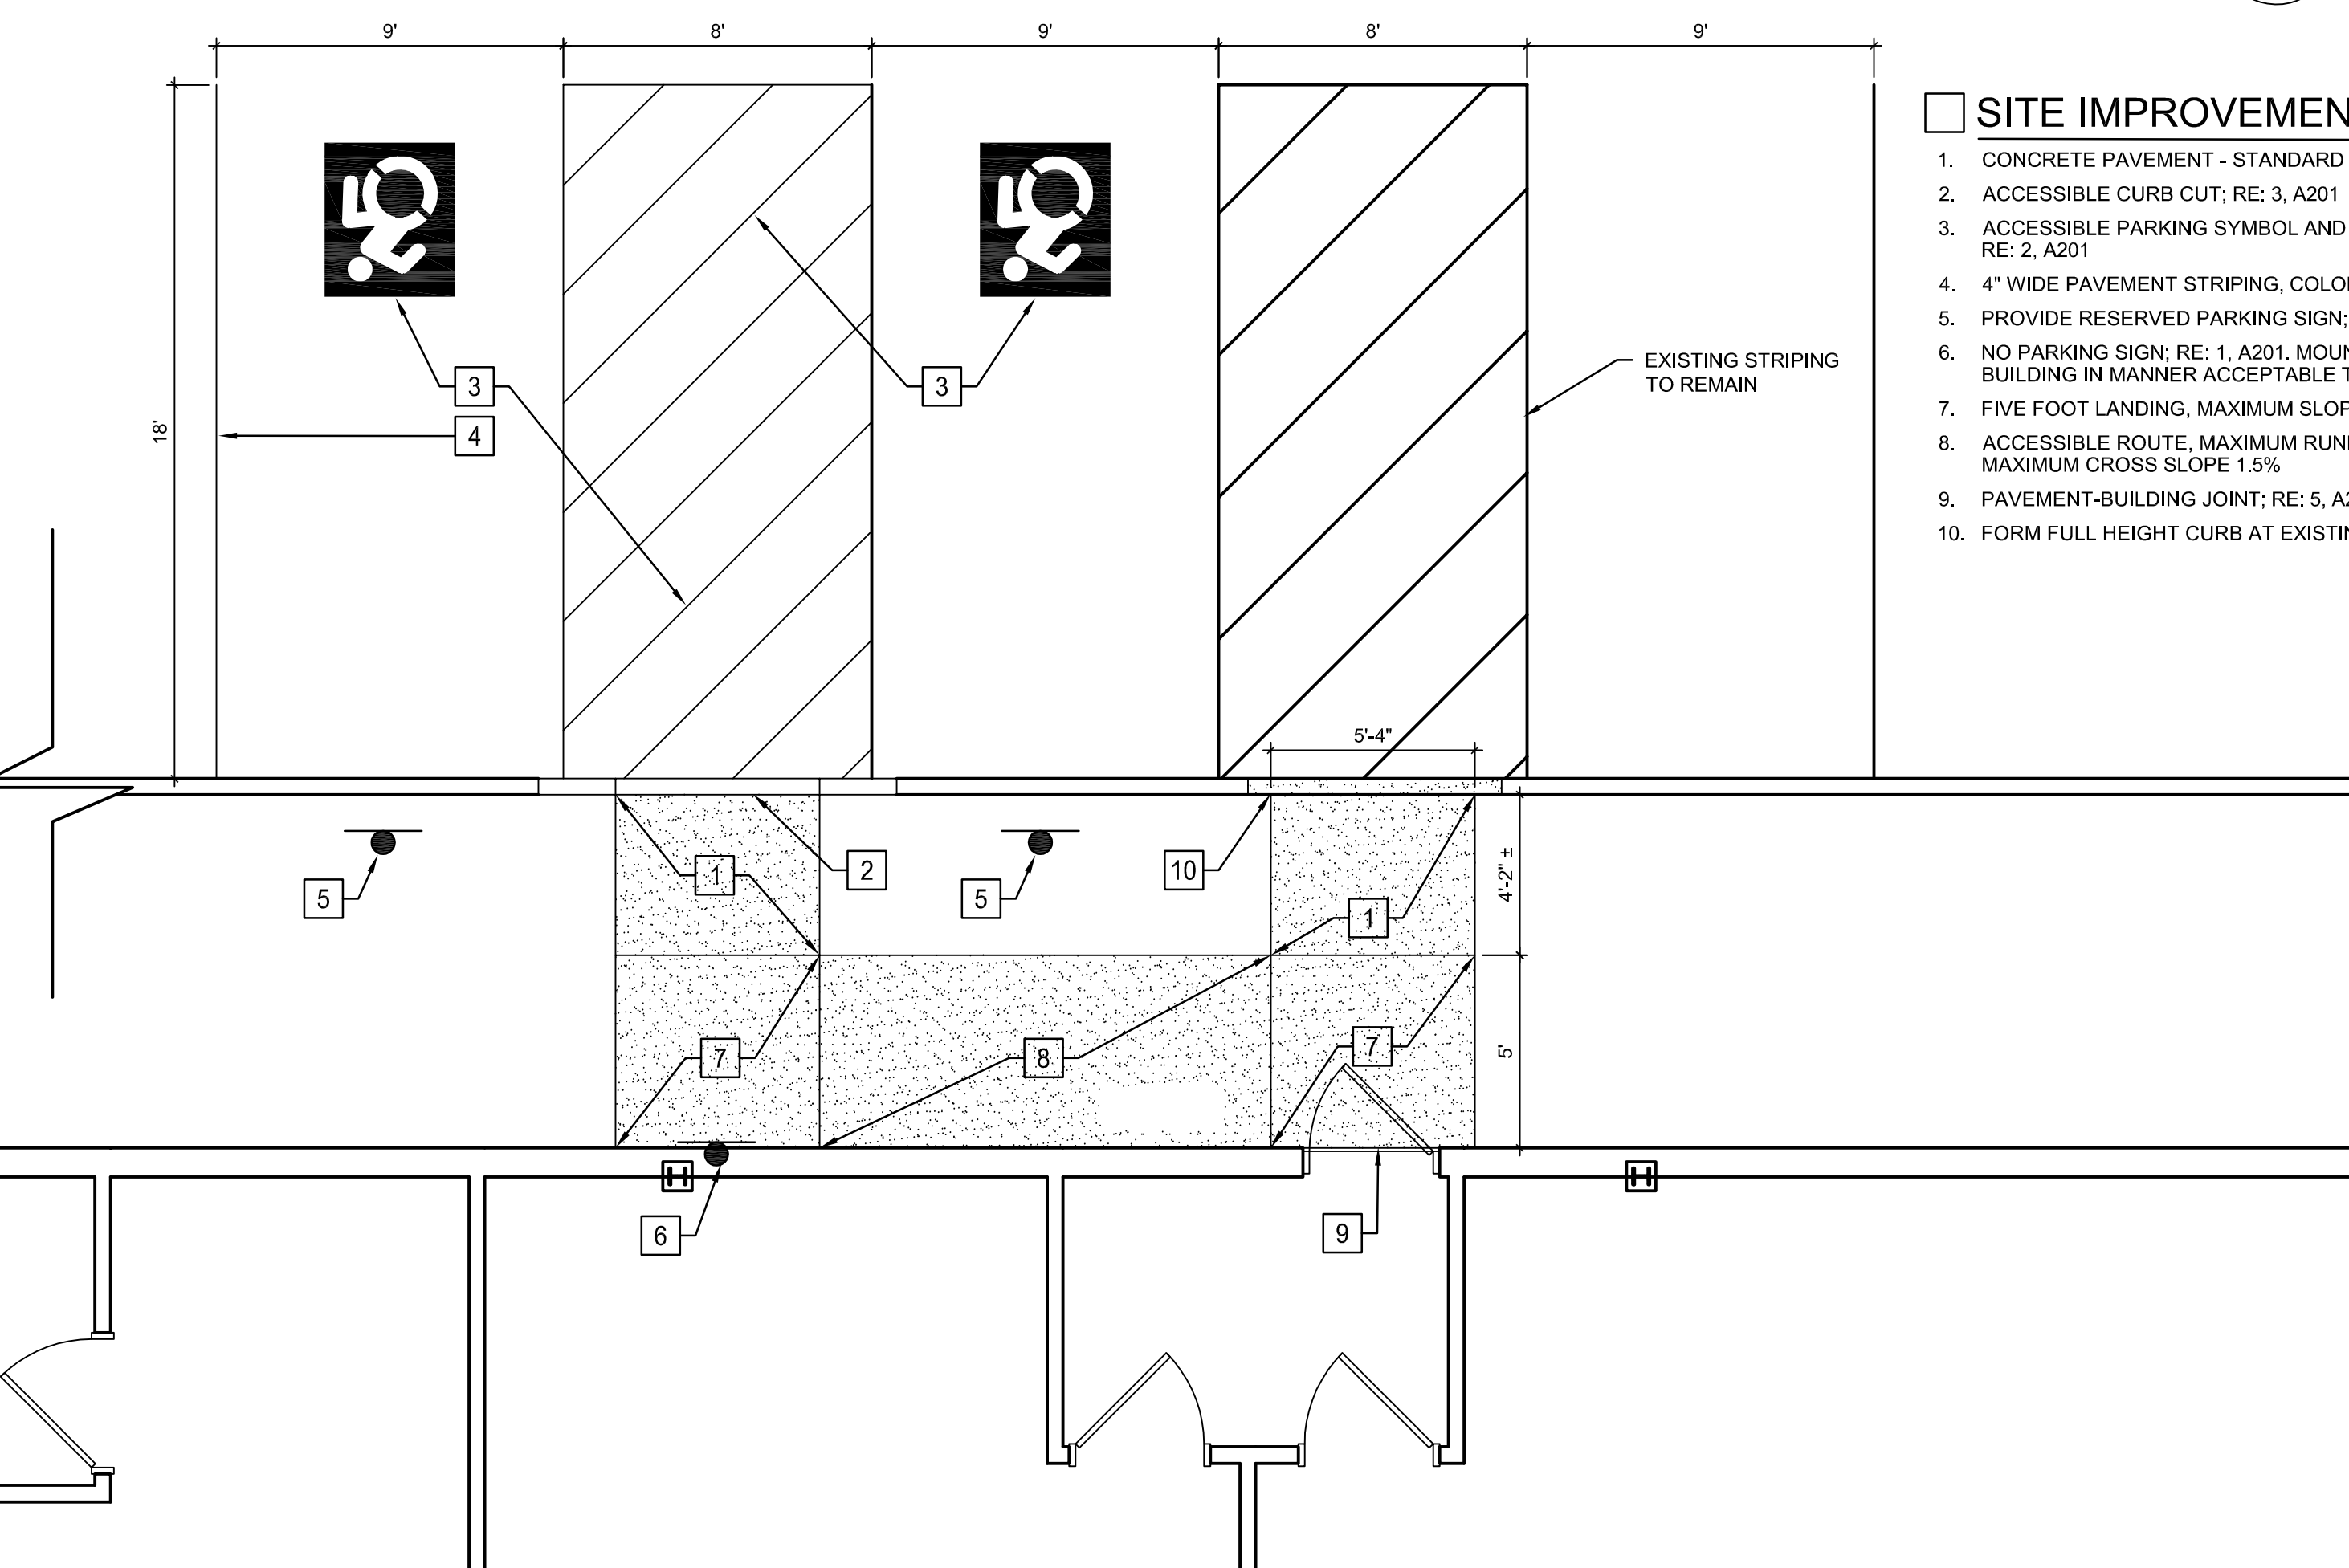 9' 8' 9' 8' 9'
SITE IMPROVEMEN
1. CONCRETE PAVEMENT - STANDARD
2. ACCESSIBLE CURB CUT; RE: 3, A201
3. ACCESSIBLE PARKING SYMBOL AND
RE: 2, A201
4. 4" WIDE PAVEMENT STRIPING,
5. PROVIDE RESERVED PARKING SIGN;
6. NO PARKING SIGN; RE: 1, A201.
BUILDING IN MANNER ACCEPTABLE
7. FIVE FOOT LANDING, MAXIMUM
8. ACCESSIBLE ROUTE, MAXIMUM
MAXIMUM CROSS SLOPE 1.5%
9. PAVEMENT-BUILDING JOINT; RE: 5,
10. FORM FULL HEIGHT CURB AT
EXISTING STRIPING
TO REMAIN
3
3
4
18'
5'-4"
1
2
10
5
5
1
4'-2" ±
7
8
7
5'
6
9